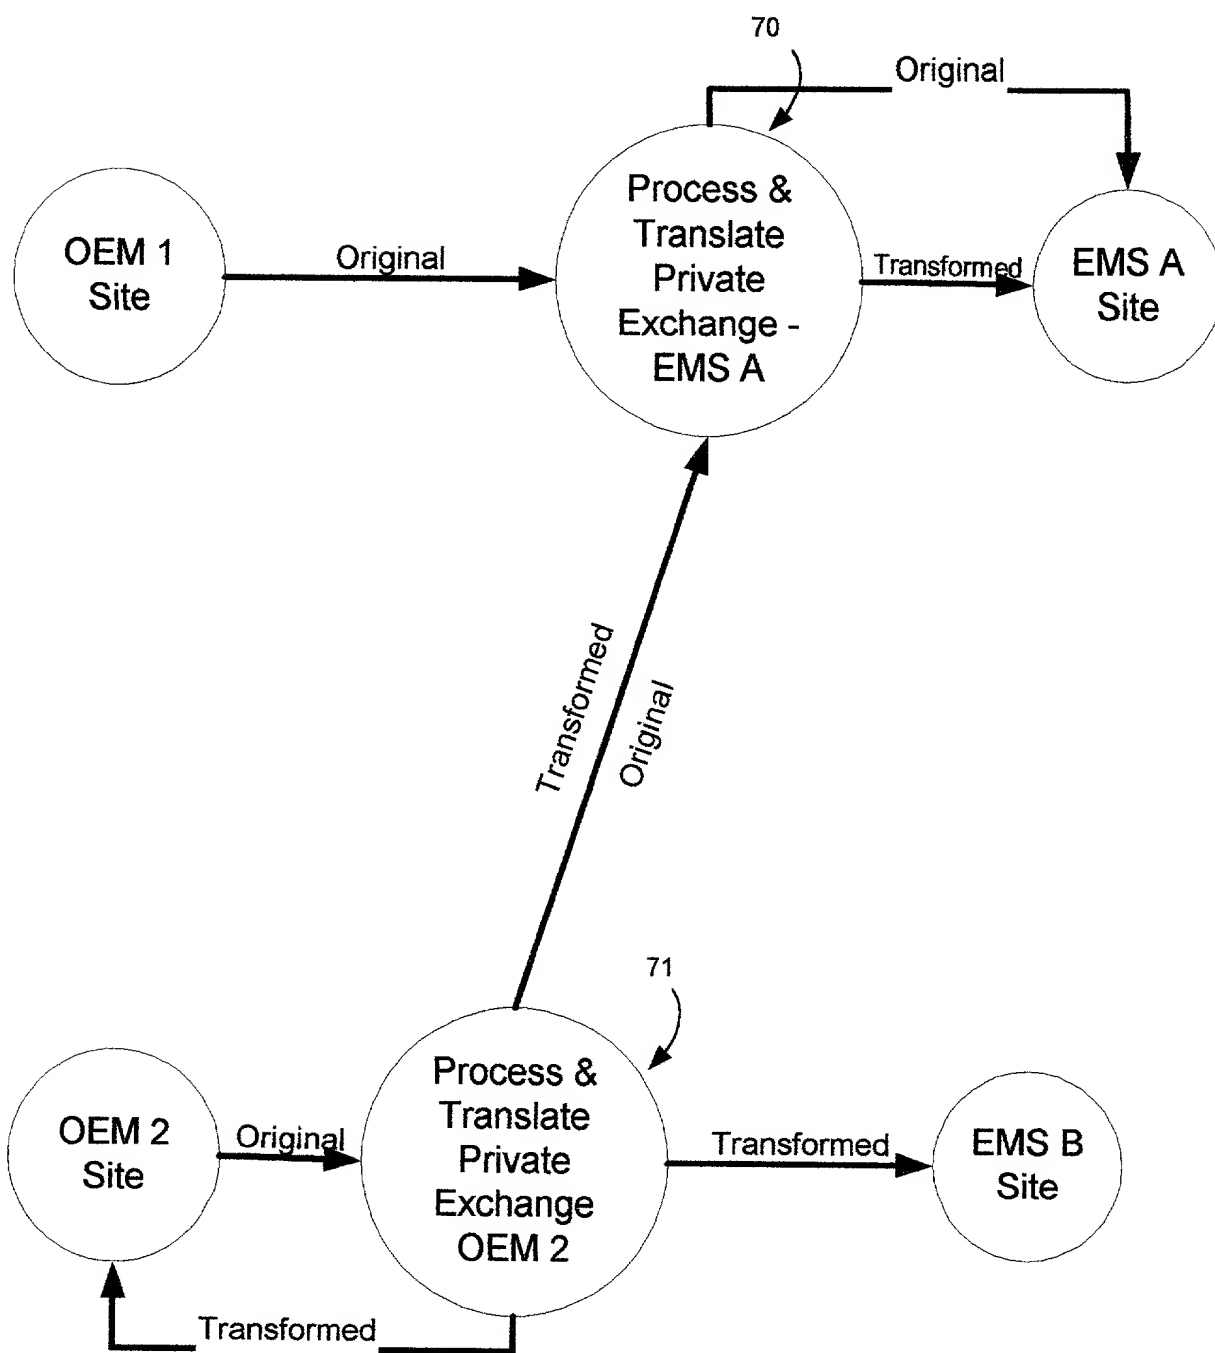 70
Original
Process &
Translate
Private
Exchange -
EMS A
OEM 1
Site
Original
Transformed
EMS A
Site
Transformed
Original
71
Process &
Translate
Private
Exchange
OEM 2
OEM 2
Site
Original
Transformed
EMS B
Site
Transformed